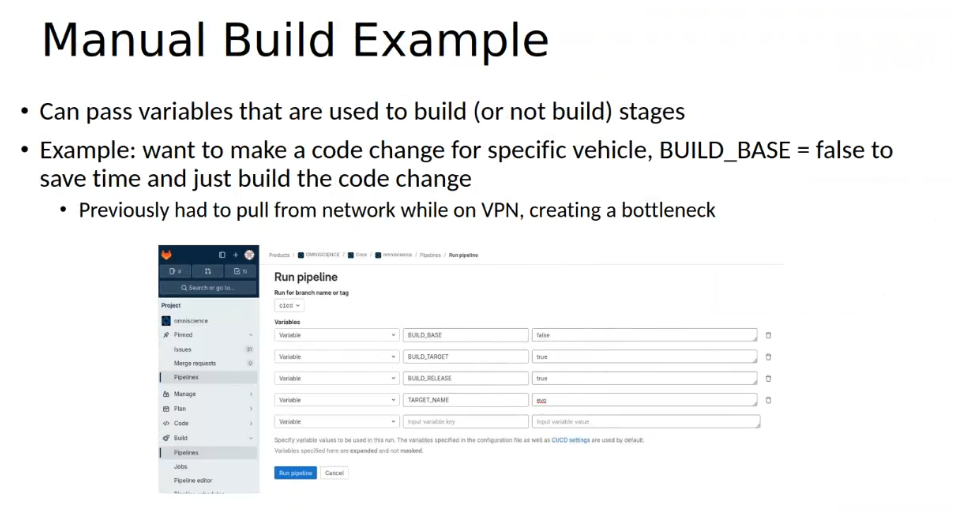 Manual Build Example
• Can pass variables that are used to build (or not build) stages
• Example: want to make a code change for specific vehicle, BUILD_BASE = false to
save time and just build the code change
• Previously had to pull from network while on VPN, creating a bottleneck
Products / OMNISCIENCE / / omniscience / Pipelines / Run pipeline
Run pipeline
Run for branch name or tag
Search or go to...
Project
omniscience
Pinned
Issues
Merge requests 0
Pipelines
Manage
Plan
Code
Build
Pipelines
Jobs
Pipeline editor
Variables
Variable BUILD_BASE false
Variable BUILD_TARGET true
Variable BUILD_RELEASE true
Variable TARGET_NAME
Variable Input variable key Input variable value
Specify variable values to be used in this run. The variables specified in the configuration file as well as CI/CD settings are used by default.
Variables specified here are expanded and not masked.
Run pipeline Cancel